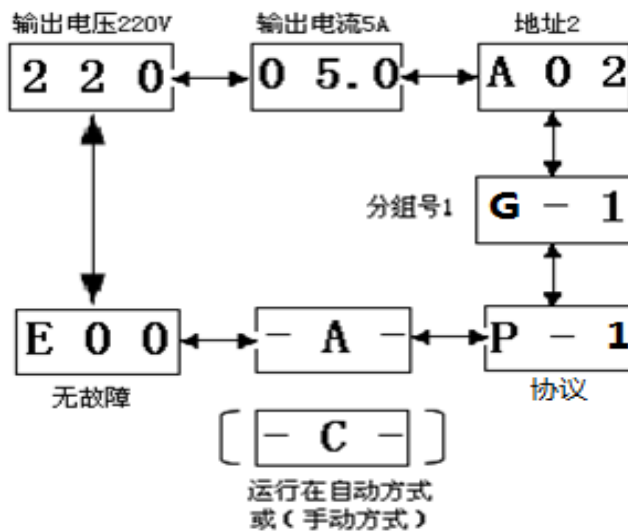 输出电压220V
输出电流5A
地址2
2 2 0
0 5.0
A 0 2
分组号1
G - 1
E 0 0
- A -
P - 1
无故障
协议
- C -
运行在自动方式
或(手动方式)